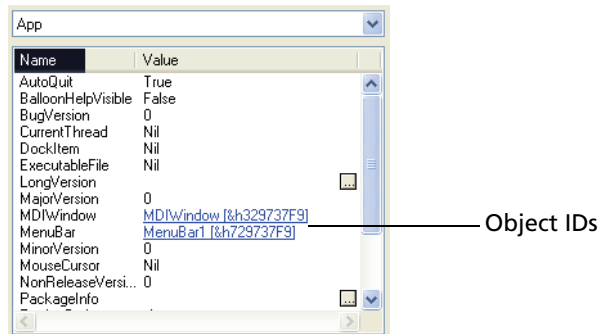 App
Name Value
AutoQuit True
BalloonHelpVisible False
BugVersion 0
CurrentThread Nil
DockItem Nil
ExecutableFile Nil
LongVersion ...
MajorVersion 0
MDIWindow MDIWindow [&h329737F9]
MenuBar MenuBar1 [&h729737F9]
Object IDs
MinorVersion 0
MouseCursor Nil
NonReleaseVersi... 0
PackageInfo ...